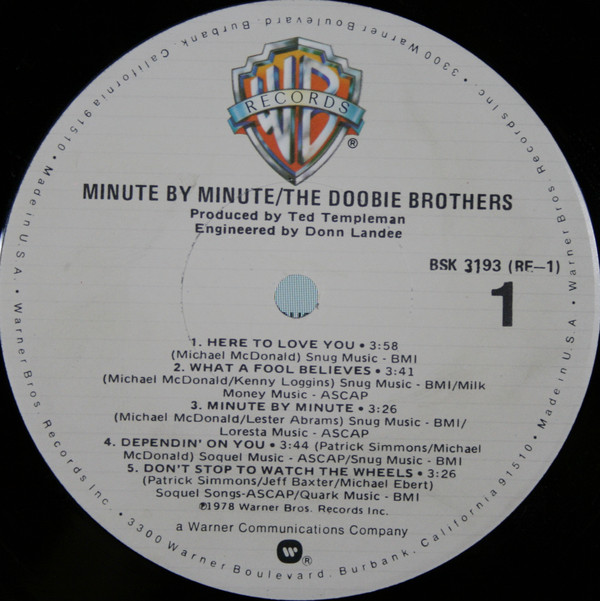 WB
RECORDS
®
MINUTE BY MINUTE/THE DOOBIE BROTHERS
Produced by Ted Templeman
Engineered by Donn Landee
BSK 3193 (RE—1)
1
1. HERE TO LOVE YOU • 3:58
(Michael McDonald) Snug Music - BMI
2. WHAT A FOOL BELIEVES • 3:41
(Michael McDonald/Kenny Loggins) Snug Music - BMI/Milk
Money Music - ASCAP
3. MINUTE BY MINUTE • 3:26
(Michael McDonald/Lester Abrams) Snug Music - BMI/
Loresta Music - ASCAP
4. DEPENDIN' ON YOU • 3:44 (Patrick Simmons/Michael
McDonald) Soquel Music - ASCAP/Snug Music - BMI
5. DON'T STOP TO WATCH THE WHEELS • 3:26
(Patrick Simmons/Jeff Baxter/Michael Ebert)
Soquel Songs-ASCAP/Quark Music - BMI
℗1978 Warner Bros. Records Inc.
a Warner Communications Company
®
• Made in U.S.A. • Warner Bros. Records Inc. • 3300 Warner Boulevard, Burbank, California 91510 • Made in U.S.A. • Warner Bros. Records Inc. • 3300 Warner Boulevard, Burbank, California 91510